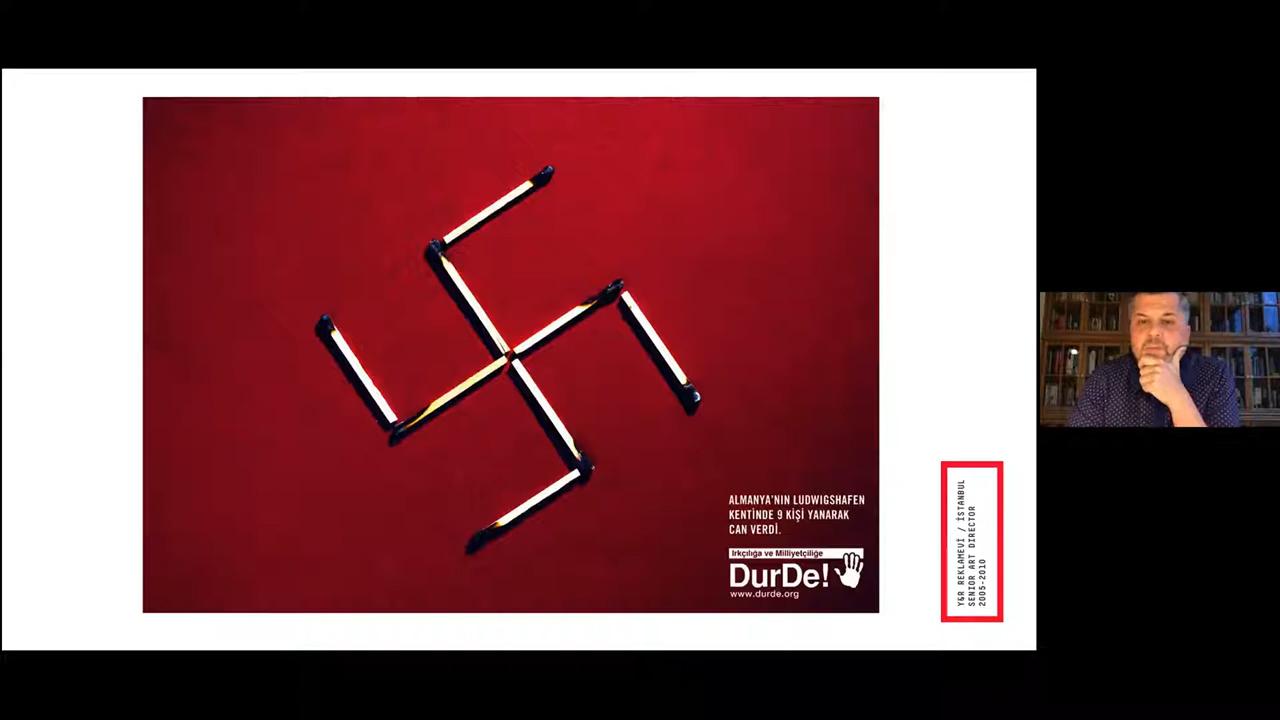 ALMANYA'NIN LUDWIGSHAFEN
KENTİNDE 9 KİŞİ YANARAK
CAN VERDİ.
Irkçılığa ve Milliyetçiliğe
DurDe!
www.durde.org
Y&R REKLAMEVİ / İSTANBUL
SENIOR ART DIRECTOR
2005-2010